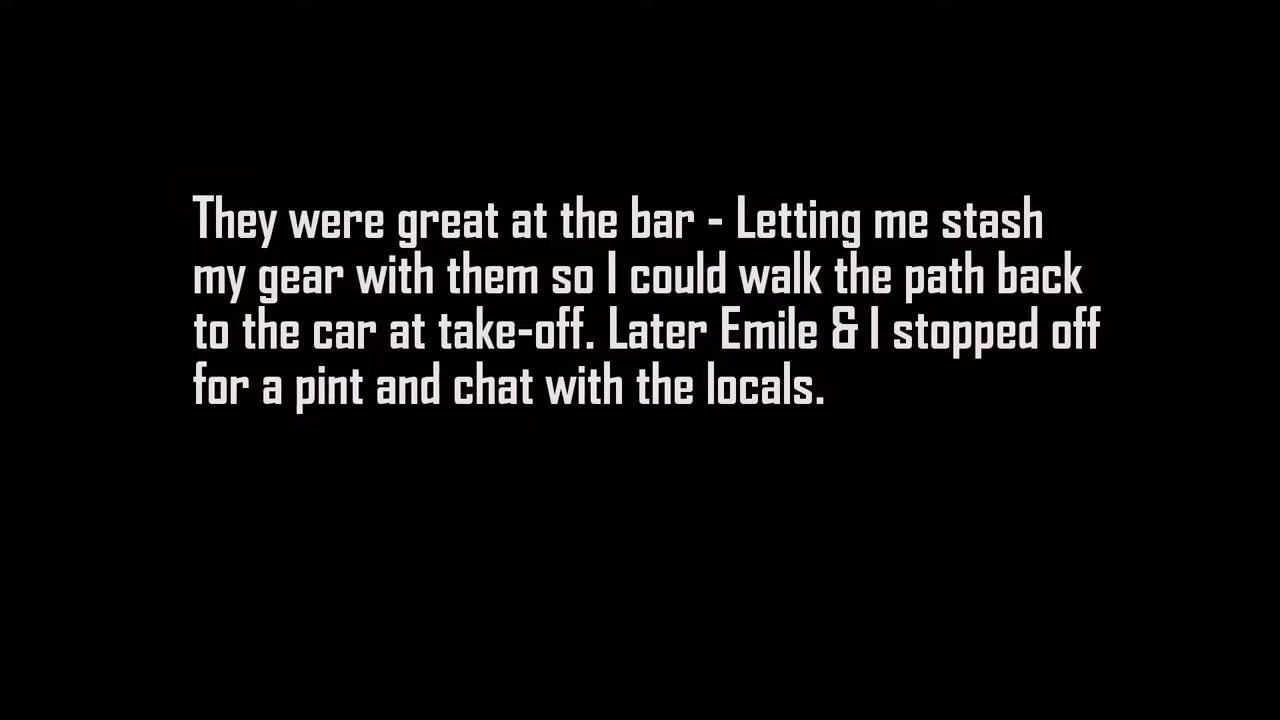 They were great at the bar - Letting me stash
my gear with them so I could walk the path back
to the car at take-off. Later Emile & I stopped off
for a pint and chat with the locals.